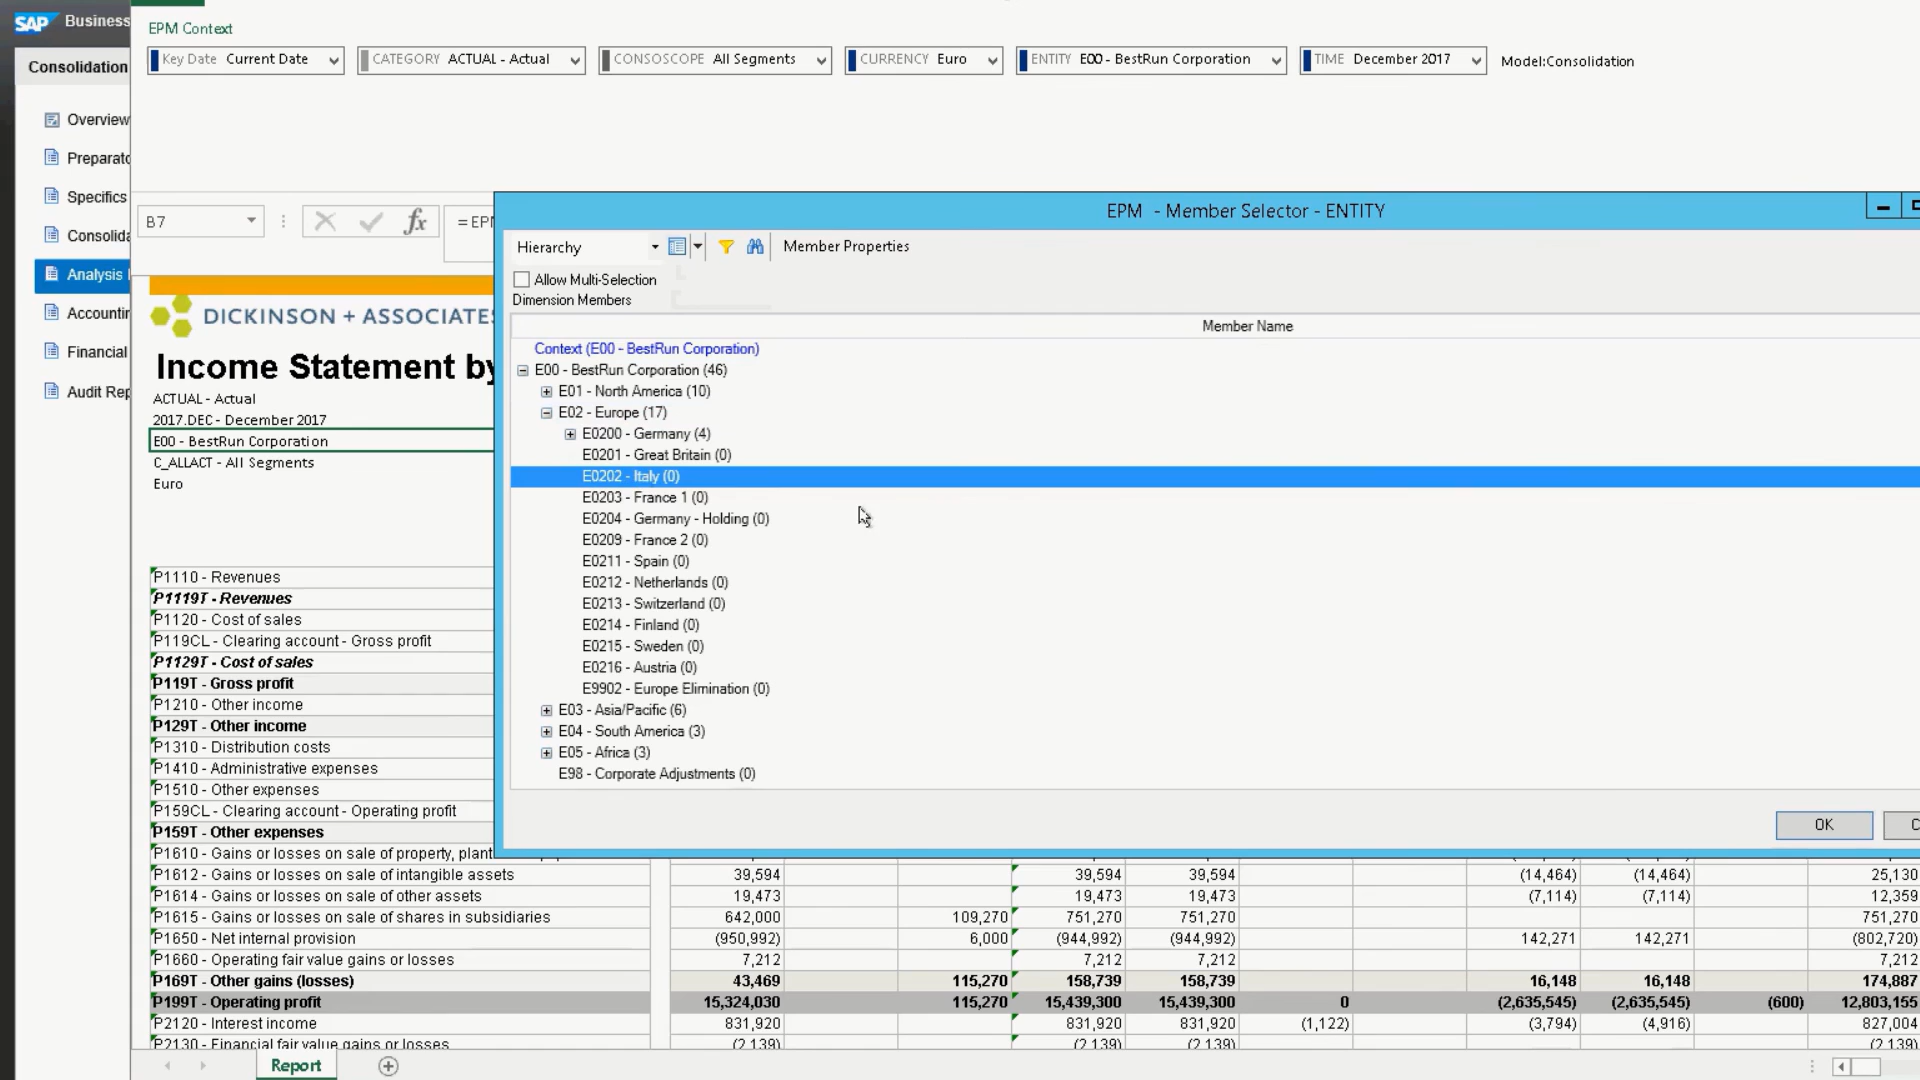 SAP Business
EPM Context
Key Date Current Date CATEGORY ACTUAL - Actual CONSOSCOPE All Segments CURRENCY Euro ENTITY E00 - BestRun Corporation TIME December 2017 Model:Consolidation
Consolidation
Overview
Preparato
Specifics
Consolida
Analysis
Accountin
Financial
Audit Rep
B7 fx =EPM
DICKINSON + ASSOCIATES
Income Statement by
ACTUAL - Actual
2017.DEC - December 2017
E00 - BestRun Corporation
C_ALLACT - All Segments
Euro
EPM - Member Selector - ENTITY
Hierarchy Member Properties
Allow Multi-Selection
Dimension Members
Member Name
Context (E00 - BestRun Corporation)
E00 - BestRun Corporation (46)
E01 - North America (10)
E02 - Europe (17)
E0200 - Germany (4)
E0201 - Great Britain (0)
E0202 - Italy (0)
E0203 - France 1 (0)
E0204 - Germany - Holding (0)
E0209 - France 2 (0)
E0211 - Spain (0)
E0212 - Netherlands (0)
E0213 - Switzerland (0)
E0214 - Finland (0)
E0215 - Sweden (0)
E0216 - Austria (0)
E9902 - Europe Elimination (0)
E03 - Asia/Pacific (6)
E04 - South America (3)
E05 - Africa (3)
E98 - Corporate Adjustments (0)
OK C
P1110 - Revenues
P1119T - Revenues
P1120 - Cost of sales
P119CL - Clearing account - Gross profit
P1129T - Cost of sales
P119T - Gross profit
P1210 - Other income
P129T - Other income
P1310 - Distribution costs
P1410 - Administrative expenses
P1510 - Other expenses
P159CL - Clearing account - Operating profit
P159T - Other expenses
P1610 - Gains or losses on sale of property, plant
P1612 - Gains or losses on sale of intangible assets 39,594 39,594 39,594 (14,464) (14,464) 25,130
P1614 - Gains or losses on sale of other assets 19,473 19,473 19,473 (7,114) (7,114) 12,359
P1615 - Gains or losses on sale of shares in subsidiaries 642,000 109,270 751,270 751,270 751,270
P1650 - Net internal provision (950,992) 6,000 (944,992) (944,992) 142,271 142,271 (802,720)
P1660 - Operating fair value gains or losses 7,212 7,212 7,212 7,212
P169T - Other gains (losses) 43,469 115,270 158,739 158,739 16,148 16,148 174,887
P199T - Operating profit 15,324,030 115,270 15,439,300 15,439,300 0 (2,635,545) (2,635,545) (600) 12,803,155
P2120 - Interest income 831,920 831,920 831,920 (1,122) (3,794) (4,916) 827,004
P2130 - Financial fair value gains or losses (2,139) (2,139) (2,139) (2,139)
Report